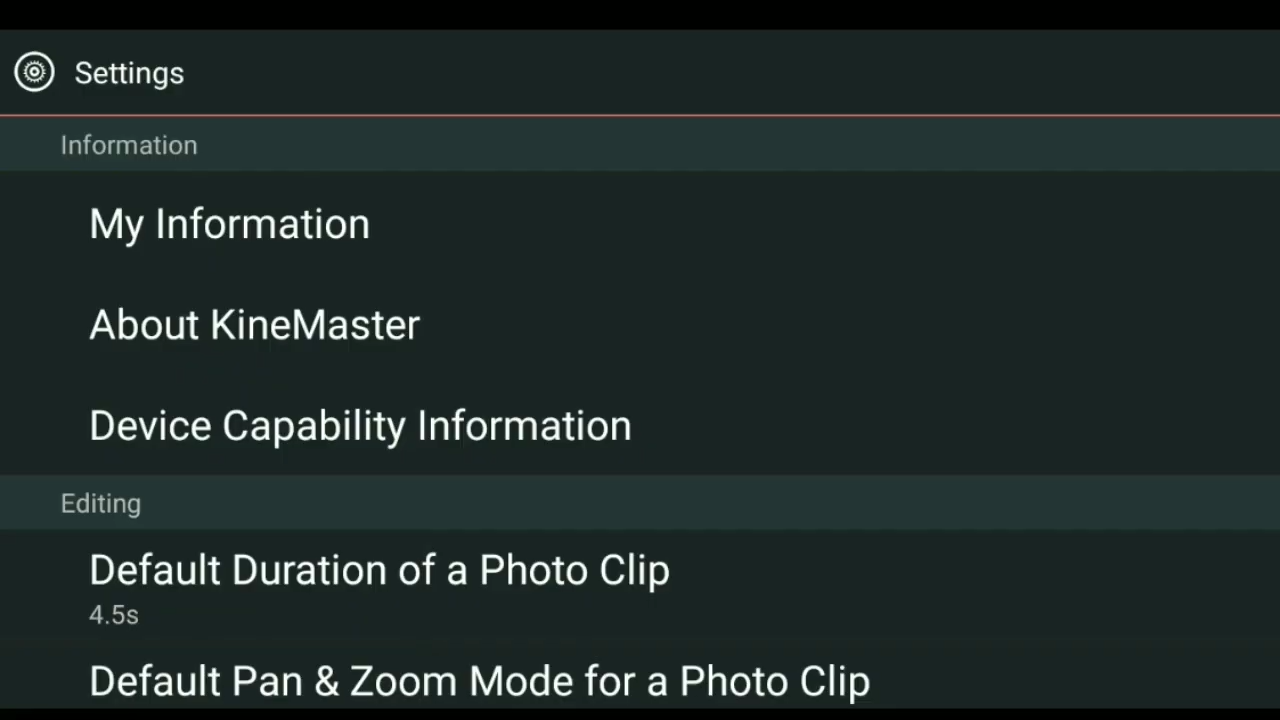 Settings
Information
My Information
About KineMaster
Device Capability Information
Editing
Default Duration of a Photo Clip
4.5s
Default Pan & Zoom Mode for a Photo Clip